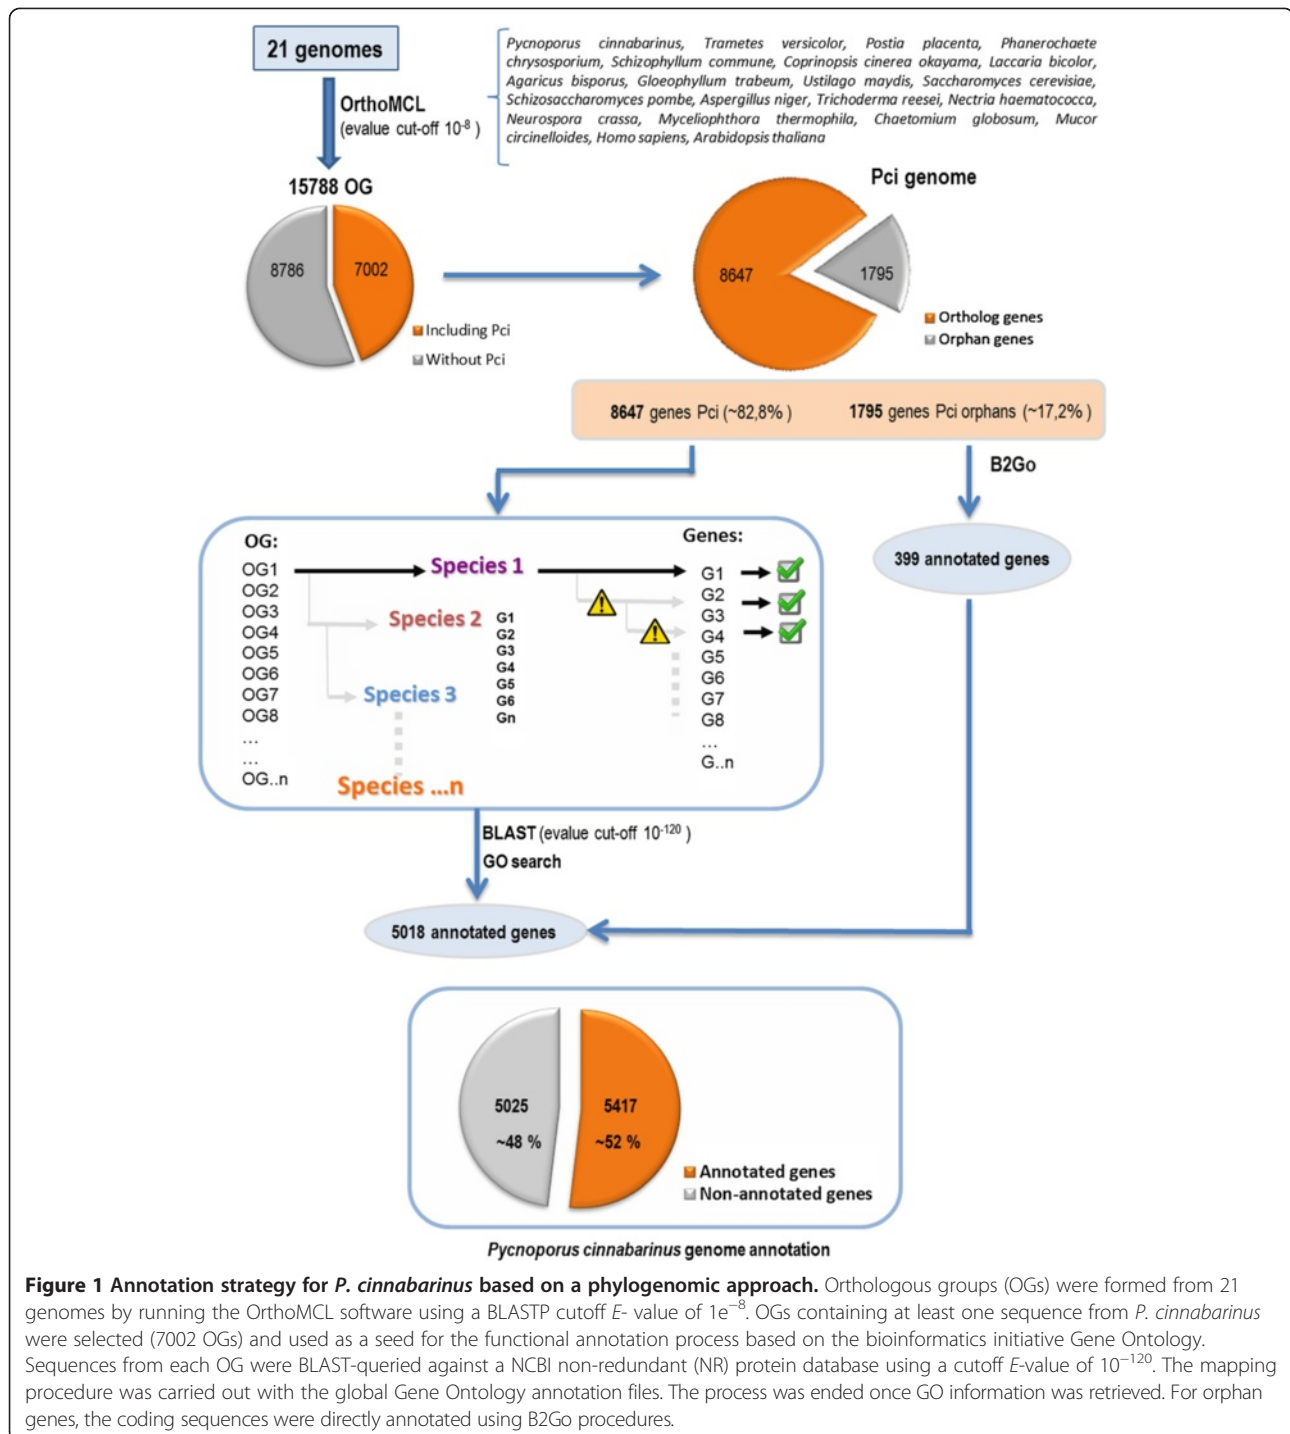 21 genomes
Pycnoporus cinnabarinus, Trametes versicolor, Postia placenta, Phanerochaete
chrysosporium, Schizophyllum commune, Coprinopsis cinerea okayama, Laccaria bicolor,
Agaricus bisporus, Gloeophyllum trabeum, Ustilago maydis, Saccharomyces cerevisiae,
Schizosaccharomyces pombe, Aspergillus niger, Trichoderma reesei, Nectria haematococca,
Neurospora crassa, Myceliophthora thermophila, Chaetomium globosum, Mucor
circinelloides, Homo sapiens, Arabidopsis thaliana
OrthoMCL
(evalue cut-off 10-8 )
15788 OG
8786
7002
Including Pci
Without Pci
Pci genome
8647
1795
Ortholog genes
Orphan genes
8647 genes Pci (~82,8% )
1795 genes Pci orphans (~17,2% )
B2Go
399 annotated genes
OG:
OG1
OG2
OG3
OG4
OG5
OG6
OG7
OG8
...
...
OG..n
Species 1
Species 2
Species 3
Species ...n
G1
G2
G3
G4
G5
G6
Gn
Genes:
G1
G2
G3
G4
G5
G6
G7
G8
...
G..n
BLAST (evalue cut-off 10-120 )
GO search
5018 annotated genes
5025
~48 %
5417
~52 %
Annotated genes
Non-annotated genes
Pycnoporus cinnabarinus genome annotation
Figure 1 Annotation strategy for P. cinnabarinus based on a phylogenomic approach. Orthologous groups (OGs) were formed from 21
genomes by running the OrthoMCL software using a BLASTP cutoff E- value of 1e−8. OGs containing at least one sequence from P. cinnabarinus
were selected (7002 OGs) and used as a seed for the functional annotation process based on the bioinformatics initiative Gene Ontology.
Sequences from each OG were BLAST-queried against a NCBI non-redundant (NR) protein database using a cutoff E-value of 10−120. The mapping
procedure was carried out with the global Gene Ontology annotation files. The process was ended once GO information was retrieved. For orphan
genes, the coding sequences were directly annotated using B2Go procedures.